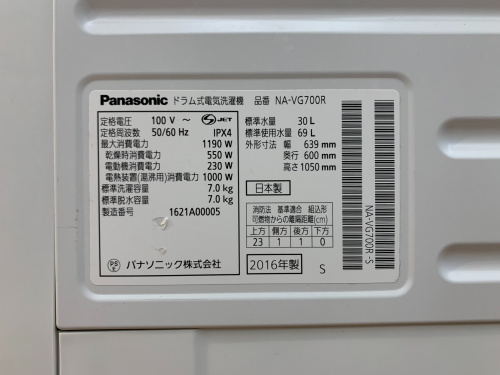 Panasonic ドラム式電気洗濯機 品番 NA-VG700R
定格電圧 100 V ～ S JET
定格周波数 50/60 Hz IPX4
最大消費電力 1190 W
乾燥時消費電力 550 W
電動機消費電力 230 W
電熱装置(湯沸用)消費電力 1000 W
標準洗濯容量 7.0 kg
標準脱水容量 7.0 kg
製造番号 1621A00005
PS E パナソニック株式会社
標準水量 30 L
標準使用水量 69 L
外形寸法 幅 639 mm
奥行 600 mm
高さ 1050 mm
日本製
消防法 基準適合 組込形
可燃物からの離隔距離(cm)
上方 側方 後方 下方
23 1 1 0
2016年製 S
NA-VG700R -S